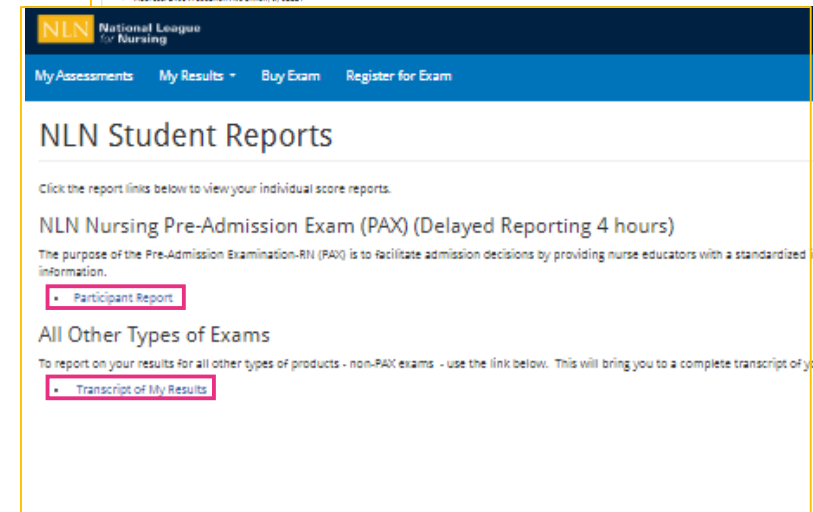 NLN National League
for Nursing
My Assessments My Results Buy Exam Register for Exam
NLN Student Reports
Click the report links below to view your individual score reports.
NLN Nursing Pre-Admission Exam (PAX) (Delayed Reporting 4 hours)
The purpose of the Pre-Admission Examination-RN (PAX) is to facilitate admission decisions by providing nurse educators with a standardized
information.
• Participant Report
All Other Types of Exams
To report on your results for all other types of products - non-PAX exams - use the link below. This will bring you to a complete transcript of
• Transcript of My Results